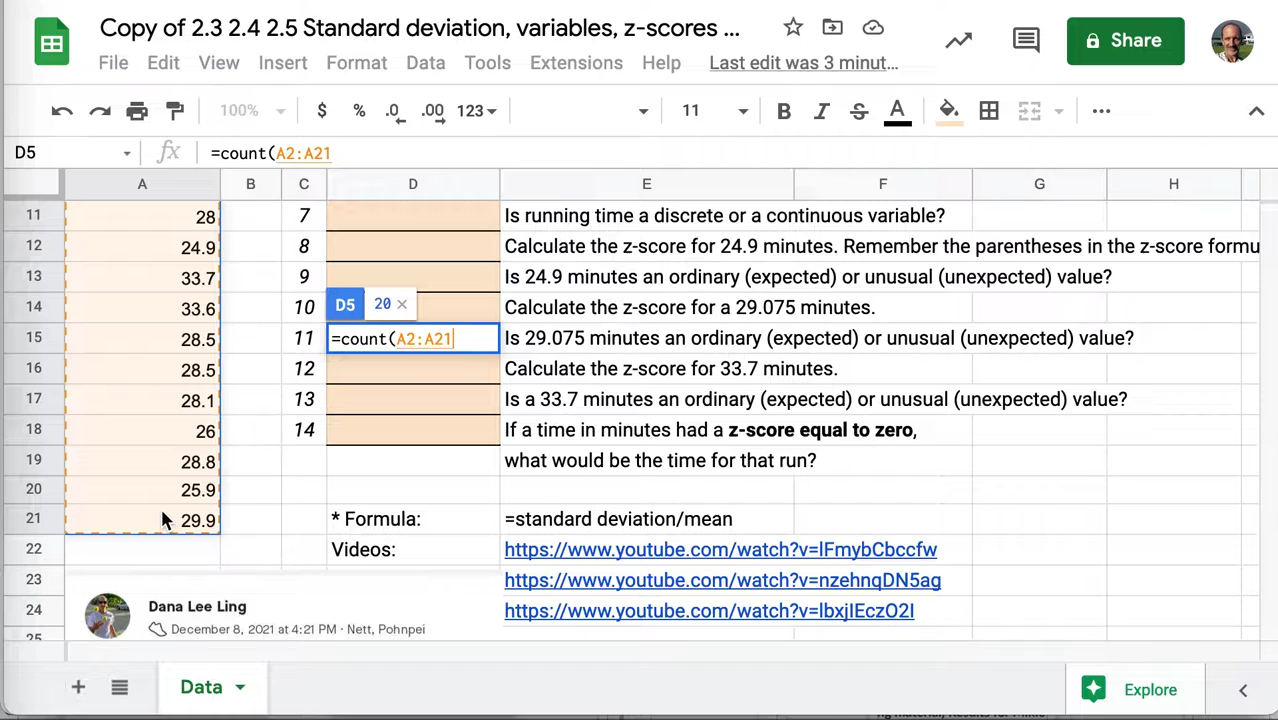 Copy of 2.3 2.4 2.5 Standard deviation, variables, z-scores ...
File Edit View Insert Format Data Tools Extensions Help Last edit was 3 minut...
Share
100% $ % .0 .00 123 11 B I S A ...
D5 fx =count(A2:A21
A B C D E F G H
11 28 7 Is running time a discrete or a continuous variable?
12 24.9 8 Calculate the z-score for 24.9 minutes. Remember the parentheses in the z-score formu
13 33.7 9 Is 24.9 minutes an ordinary (expected) or unusual (unexpected) value?
D5 20 ×
14 33.6 10 Calculate the z-score for a 29.075 minutes.
15 28.5 11 =count(A2:A21 Is 29.075 minutes an ordinary (expected) or unusual (unexpected) value?
16 28.5 12 Calculate the z-score for 33.7 minutes.
17 28.1 13 Is a 33.7 minutes an ordinary (expected) or unusual (unexpected) value?
18 26 14 If a time in minutes had a z-score equal to zero,
19 28.8 what would be the time for that run?
20 25.9
21 29.9 * Formula: =standard deviation/mean
22 Videos: https://www.youtube.com/watch?v=lFmybCbccfw
23 https://www.youtube.com/watch?v=nzehnqDN5ag
24 https://www.youtube.com/watch?v=lbxjIEczO2I
Dana Lee Ling
December 8, 2021 at 4:21 PM · Nett, Pohnpei
25
+ Data Explore